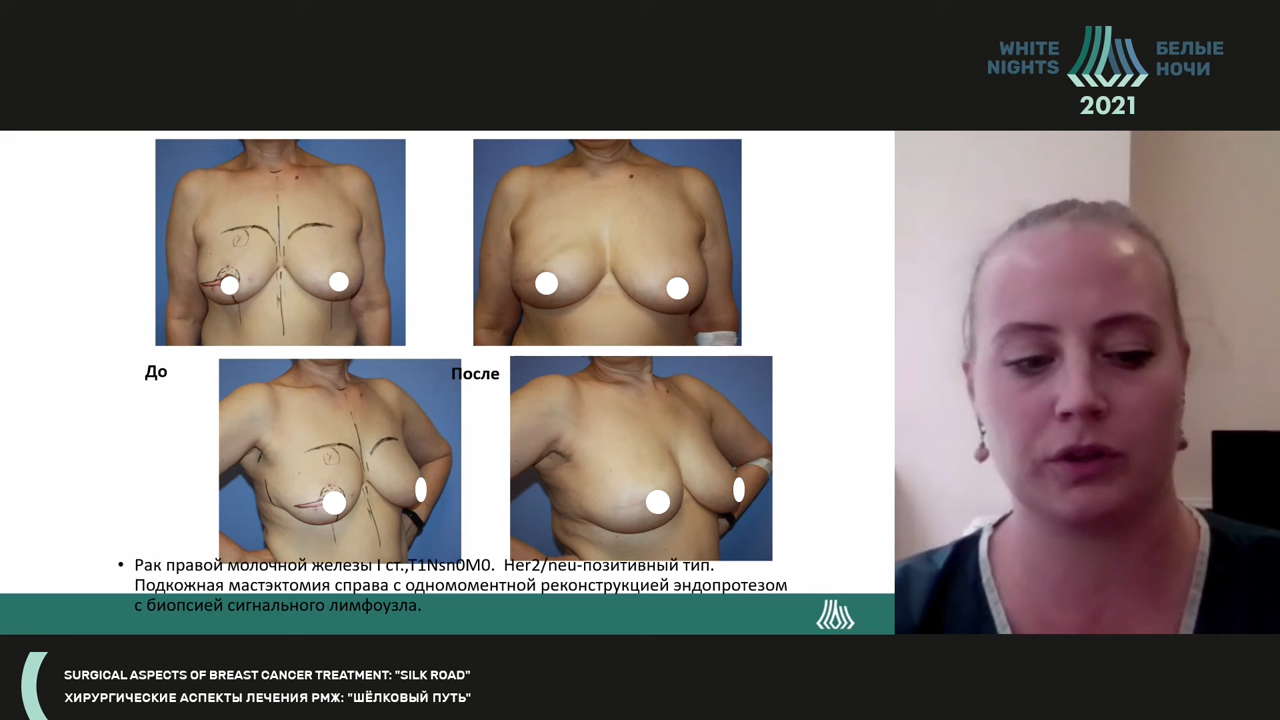 WHITE
NIGHTS
БЕЛЫЕ
НОЧИ
2021
До
После
• Рак правой молочной железы I ст.,T1Nsn0M0. Her2/neu-позитивный тип.
Подкожная мастэктомия справа с одномоментной реконструкцией эндопротезом
с биопсией сигнального лимфоузла.
SURGICAL ASPECTS OF BREAST CANCER TREATMENT: "SILK ROAD"
ХИРУРГИЧЕСКИЕ АСПЕКТЫ ЛЕЧЕНИЯ РМЖ: "ШЁЛКОВЫЙ ПУТЬ"